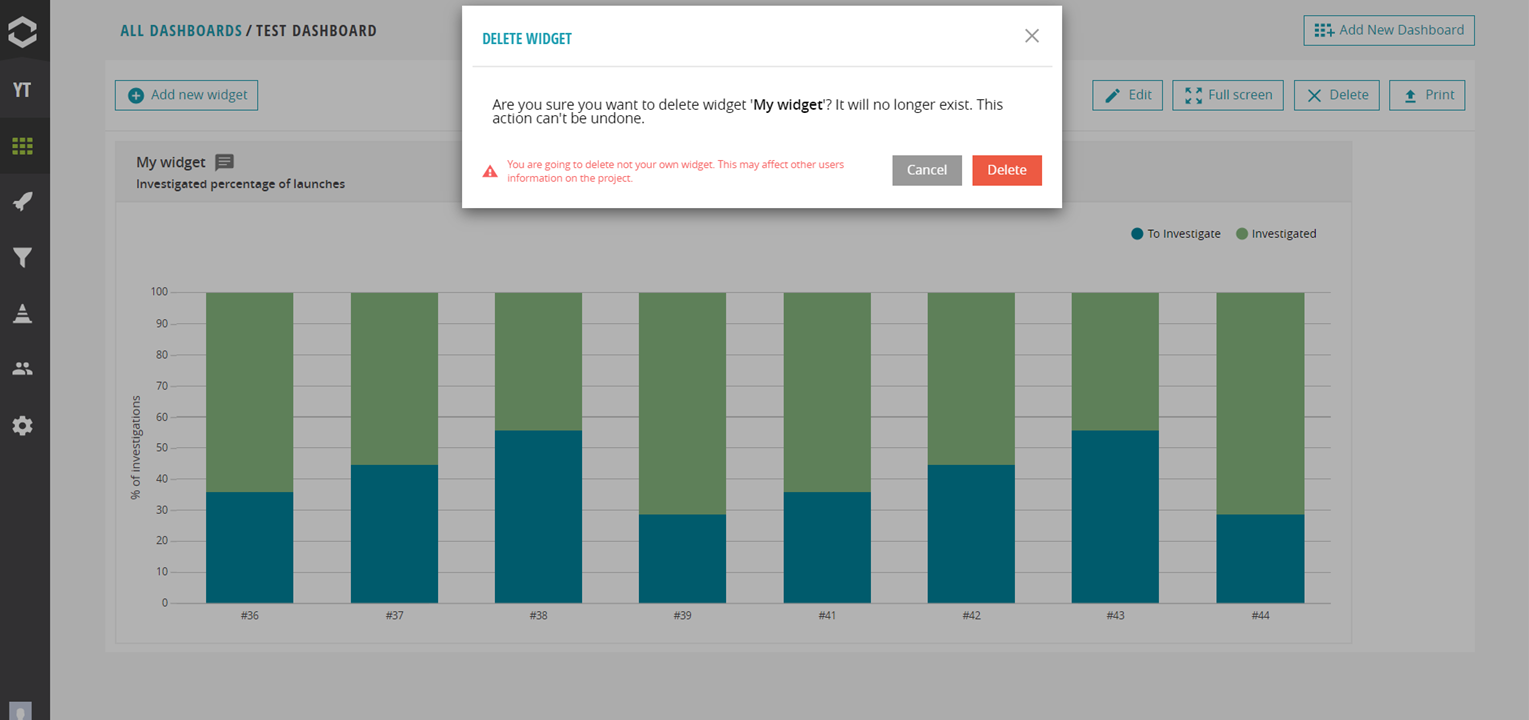 ALL DASHBOARDS / TEST DASHBOARD
Add New Dashboard
YT
Add new widget
Edit
Full screen
Delete
Print
DELETE WIDGET
Are you sure you want to delete widget 'My widget'? It will no longer exist. This
action can't be undone.
You are going to delete not your own widget. This may affect other users
information on the project.
Cancel
Delete
My widget
Investigated percentage of launches
To Investigate
Investigated
% of investigations
100
90
80
70
60
50
40
30
20
10
0
#36
#37
#38
#39
#41
#42
#43
#44